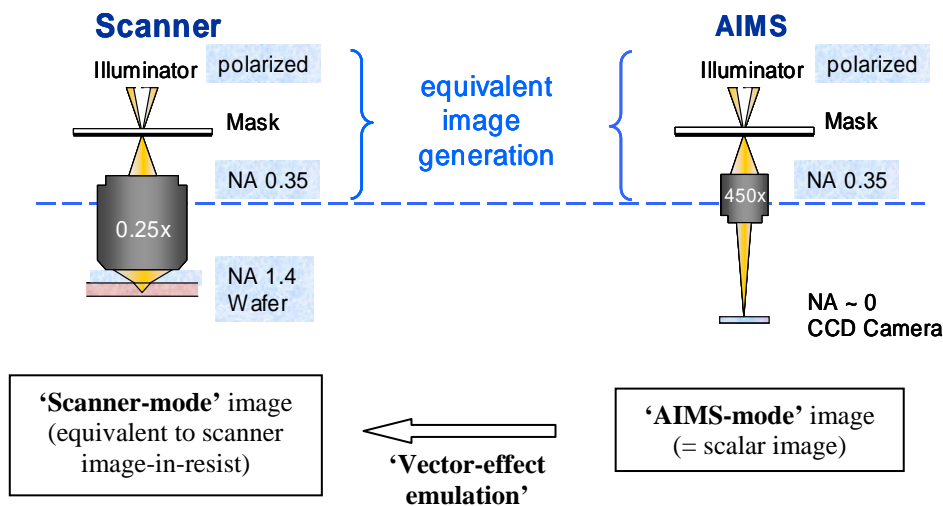 Scanner
Illuminator
polarized
Mask
NA 0.35
0.25x
NA 1.4
Wafer
equivalent
image
generation
AIMS
Illuminator
polarized
Mask
NA 0.35
450x
NA ~ 0
CCD Camera
‘Scanner-mode’ image
(equivalent to scanner
image-in-resist)
‘Vector-effect
emulation’
‘AIMS-mode’ image
(= scalar image)